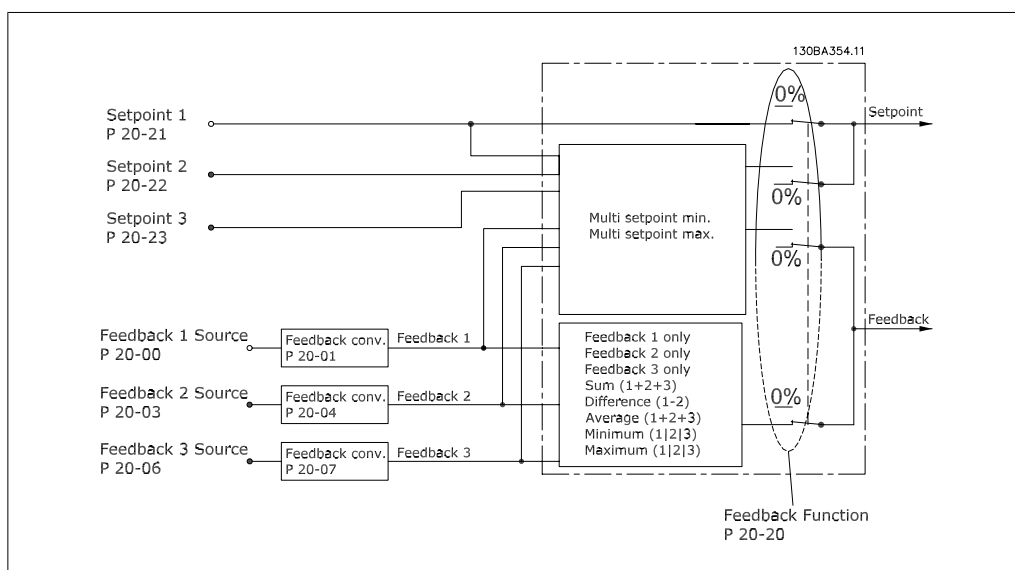 130BA354.11
0%
Setpoint 1
P 20-21
Setpoint
Setpoint 2
P 20-22
0%
Setpoint 3
P 20-23
Multi setpoint min.
Multi setpoint max.
0%
Feedback
Feedback 1 Source
P 20-00
Feedback conv.
P 20-01
Feedback 1
Feedback 2 Source
P 20-03
Feedback conv.
P 20-04
Feedback 2
Feedback 3 Source
P 20-06
Feedback conv.
P 20-07
Feedback 3
Feedback 1 only
Feedback 2 only
Feedback 3 only
Sum (1+2+3)
Difference (1-2)
Average (1+2+3)
Minimum (1|2|3)
Maximum (1|2|3)
0%
Feedback Function
P 20-20